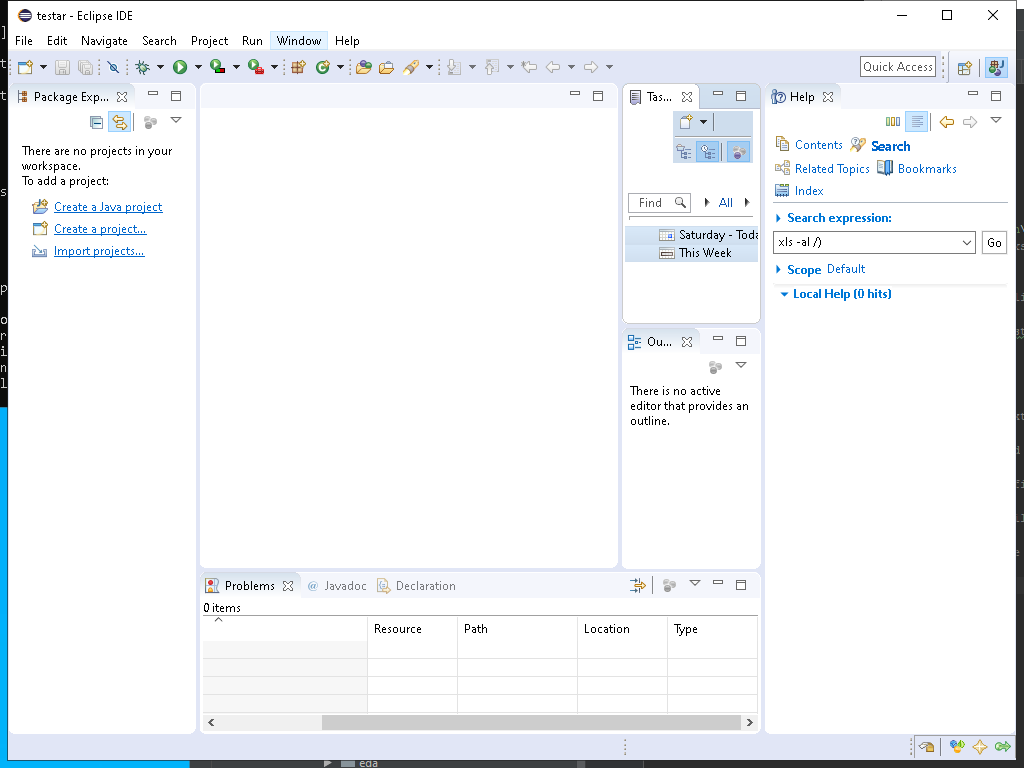 testar - Eclipse IDE
File Edit Navigate Search Project Run Window Help
Quick Access
Package Exp...
There are no projects in your
workspace.
To add a project:
Create a Java project
Create a project...
Import projects...
Tas...
Find
All
Saturday - Toda
This Week
Ou...
There is no active
editor that provides an
outline.
Help
Contents Search
Related Topics Bookmarks
Index
Search expression:
xls -al /)
Go
Scope Default
Local Help (0 hits)
Problems @ Javadoc Declaration
0 items
Resource Path Location Type
eda